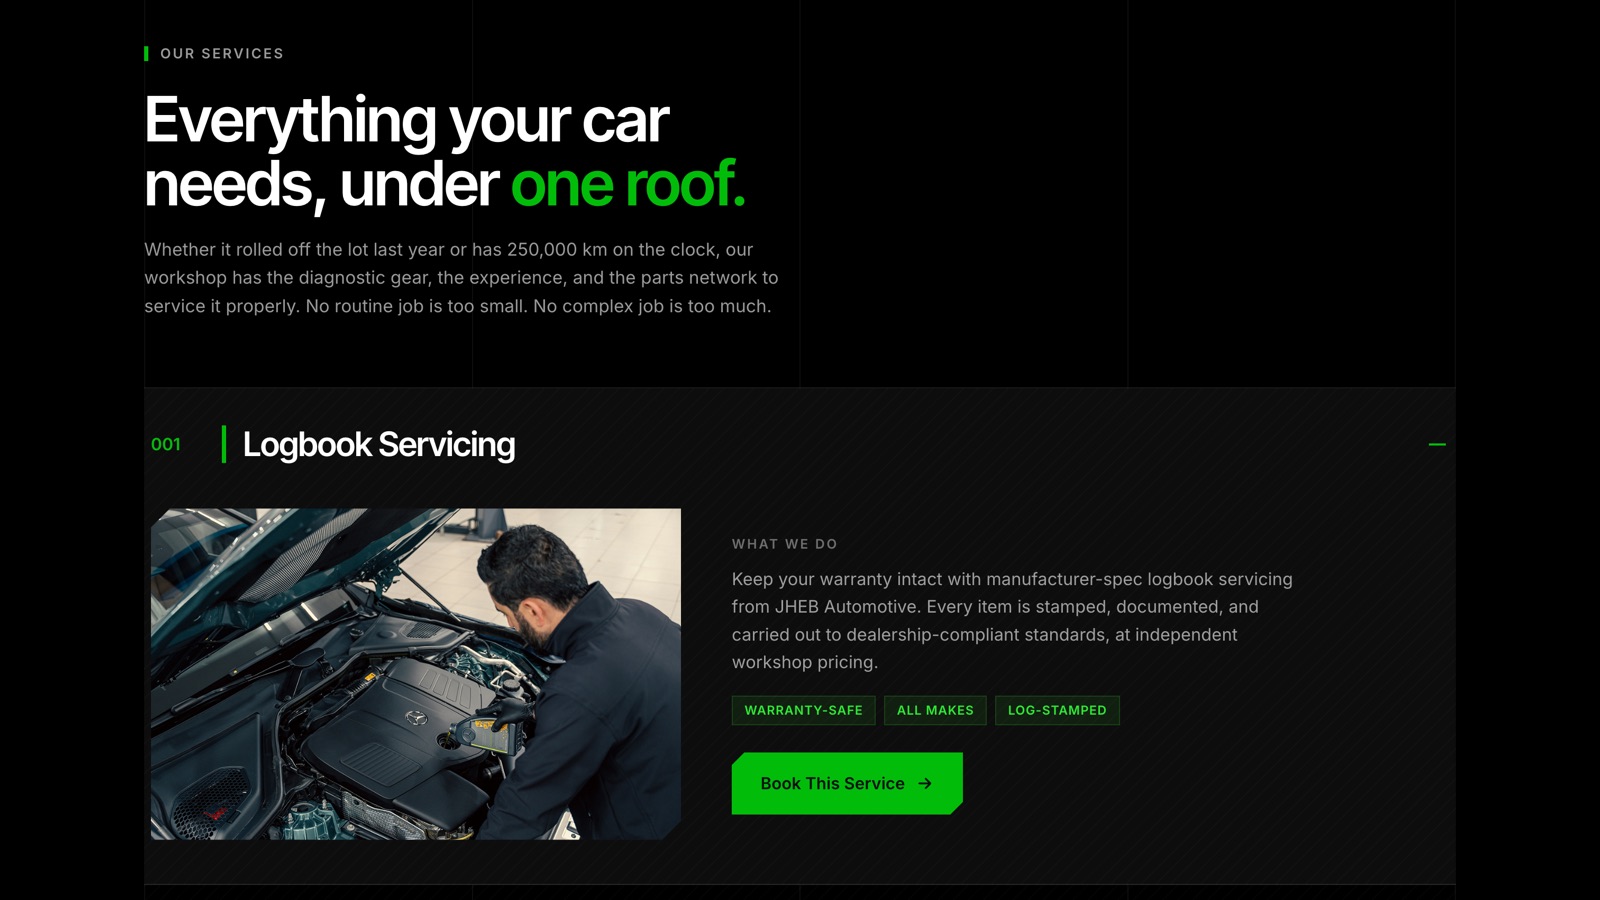 OUR SERVICES
Everything your car
needs, under one roof.
Whether it rolled off the lot last year or has 250,000 km on the clock, our
workshop has the diagnostic gear, the experience, and the parts network to
service it properly. No routine job is too small. No complex job is too much.
001
Logbook Servicing
WHAT WE DO
Keep your warranty intact with manufacturer-spec logbook servicing
from JHEB Automotive. Every item is stamped, documented, and
carried out to dealership-compliant standards, at independent
workshop pricing.
WARRANTY-SAFE
ALL MAKES
LOG-STAMPED
Book This Service →